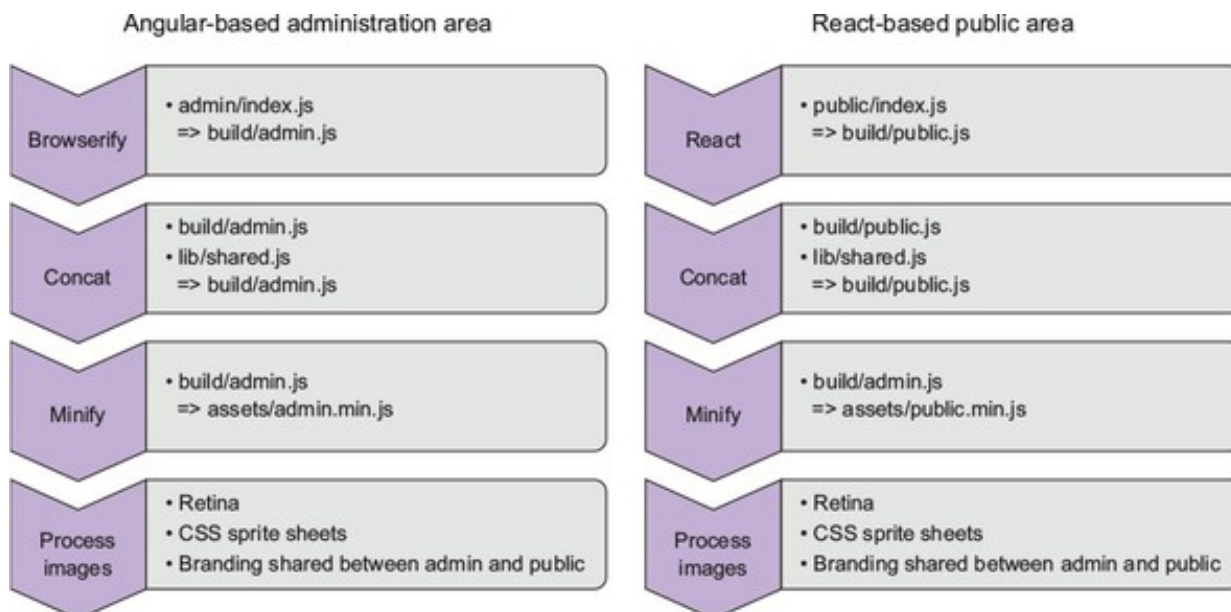 Angular-based administration area
Browserify
• admin/index.js
=> build/admin.js
Concat
• build/admin.js
• lib/shared.js
=> build/admin.js
Minify
• build/admin.js
=> assets/admin.min.js
Process
images
• Retina
• CSS sprite sheets
• Branding shared between admin and public
React-based public area
React
• public/index.js
=> build/public.js
Concat
• build/public.js
• lib/shared.js
=> build/public.js
Minify
• build/admin.js
=> assets/public.min.js
Process
images
• Retina
• CSS sprite sheets
• Branding shared between admin and public